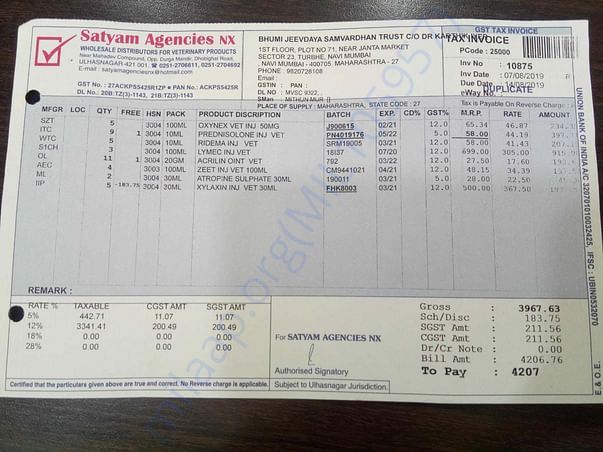 Satyam Agencies NX
WHOLESALE DISTRIBUTORS FOR VETERINARY PRODUCTS
Near Mahadev Compound, Opp. Durga Mandir, Dhobighat Road,
ULHASNAGAR-421 001 ✆ 0251-2706611, 0251-2704692
E-mail : satyamagenciesnx@hotmail.com
GST No. : 27ACKPS5425R1ZP • PAN No.: ACKPS5425R
DL No.: 20B:TZ(3)-1143, 21B:TZ(3)-1143
BHUMI JEEVDAYA SAMVARDHAN TRUST C/O DR
1ST FLOOR, PLOT NO 71, NEAR JANTA MARKET
SECTOR 23, TURBHE, NAVI MUMBAI
NAVI MUMBAI - 400705. MAHARASHTRA - 27
PHONE: 9820728108
GSTIN : PAN :
DL NO : MVSC 9322,
SMan : MITHUN MUR []
PLACE OF SUPPLY : MAHARASHTRA, STATE CODE : 27
GST TAX INVOICE
TAX INVOICE
PCode : 25000
Inv No : 10875
Inv Date : 07/08/2019
Due Date : 14/08/2019
eWay No. :
DUPLICATE
Tax is Payable On Reverse Charge :
MFGR LOC QTY FREE HSN PACK PRODUCT DISCRIPTION BATCH EXP. CD% GST% M.R.P. RATE AMOUNT
SZT 5 3004 100ML OXYNEX VET INJ 50MG J900615 02/21 12.0 65.34 46.87
ITC 9 1 3004 10ML PREDNISOLONE INJ VET PN4019176 05/22 5.0 58.00 44.19
WTC 5 3004 10ML RIDEMA INJ VET SRM19005 03/21 12.0 58.00 41.43
S1CH 3 3004 100ML LYMEC INJ VET 18I37 07/20 12.0 699.00 305.00
OL 11 1 3004 20GM ACRILIN OINT VET 792 03/22 12.0 27.50 17.60
AEC 4 3003 100ML ZEET INJ VET 100ML CM9441021 04/21 12.0 48.15 34.39
ML 2 3004 30ML ATROPINE SULPHATE 30ML 190011 03/21 5.0 28.00 22.50
IIP 5 -183.75 3004 30ML XYLAXIN INJ VET 30ML FHK8003 03/21 12.0 500.00 367.50
UNION BANK OF INDIA A/C 320701010032425, IFSC : UBIN0532070
REMARK :
RATE % TAXABLE CGST AMT SGST AMT
5% 442.71 11.07 11.07
12% 3341.41 200.49 200.49
18% 0.00 0.00 0.00
28% 0.00 0.00 0.00
Certified that the particulars given above are true and correct. No Reverse charge is applicable.
For SATYAM AGENCIES NX
Authorised Signatory
Subject to Ulhasnagar Jurisdiction.
Gross : 3967.63
Sch/Disc : 183.75
SGST Amt : 211.56
CGST Amt : 211.56
Dr/Cr Note : 0.00
Bill Amt : 4206.76
To Pay : 4207
E. & O.E.